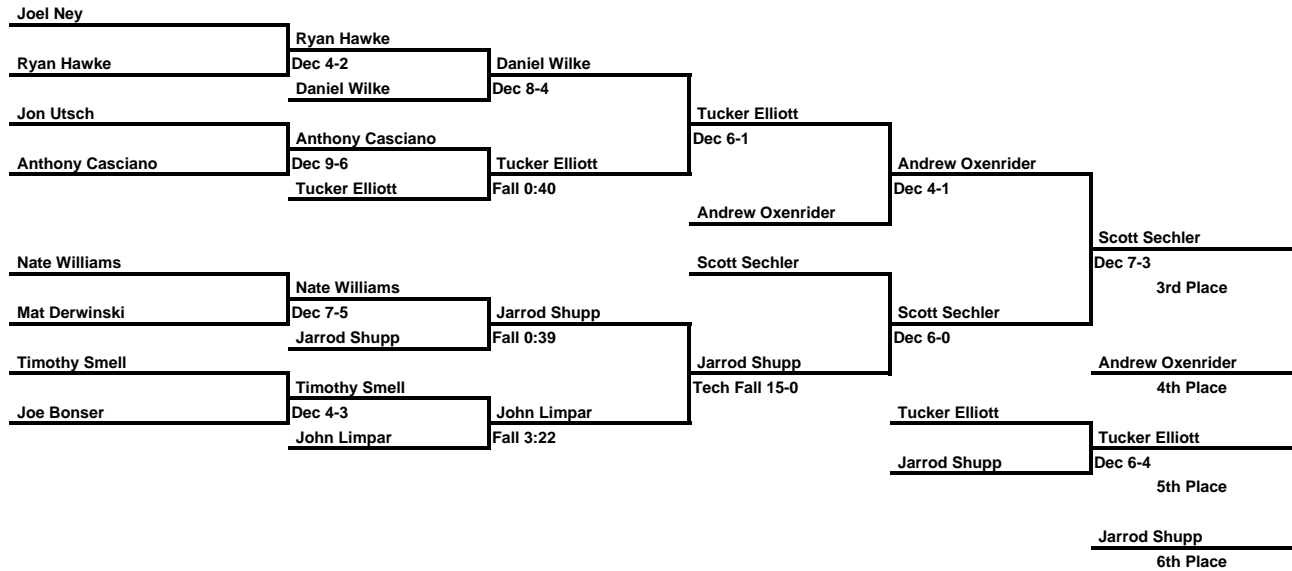 Joel Ney
Ryan Hawke
Ryan Hawke
Dec 4-2
Daniel Wilke
Daniel Wilke
Dec 8-4
Jon Utsch
Tucker Elliott
Anthony Casciano
Dec 6-1
Anthony Casciano
Dec 9-6
Tucker Elliott
Andrew Oxenrider
Tucker Elliott
Fall 0:40
Dec 4-1
Andrew Oxenrider
Scott Sechler
Nate Williams
Scott Sechler
Dec 7-3
Nate Williams
3rd Place
Mat Derwinski
Dec 7-5
Jarrod Shupp
Scott Sechler
Jarrod Shupp
Fall 0:39
Dec 6-0
Timothy Smell
Jarrod Shupp
Andrew Oxenrider
Timothy Smell
Tech Fall 15-0
4th Place
Joe Bonser
Dec 4-3
John Limpar
Tucker Elliott
John Limpar
Fall 3:22
Tucker Elliott
Jarrod Shupp
Dec 6-4
5th Place
Jarrod Shupp
6th Place